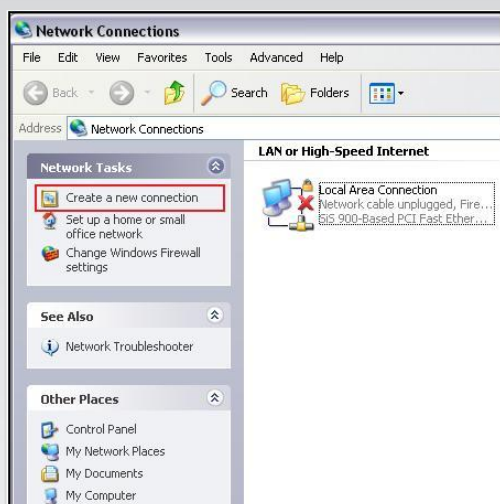 Network Connections
File Edit View Favorites Tools Advanced Help
Back Search Folders
Address Network Connections
Network Tasks
Create a new connection
Set up a home or small
office network
Change Windows Firewall
settings
See Also
Network Troubleshooter
Other Places
Control Panel
My Network Places
My Documents
My Computer
LAN or High-Speed Internet
Local Area Connection
Network cable unplugged, Fire...
SiS 900-Based PCI Fast Ether...